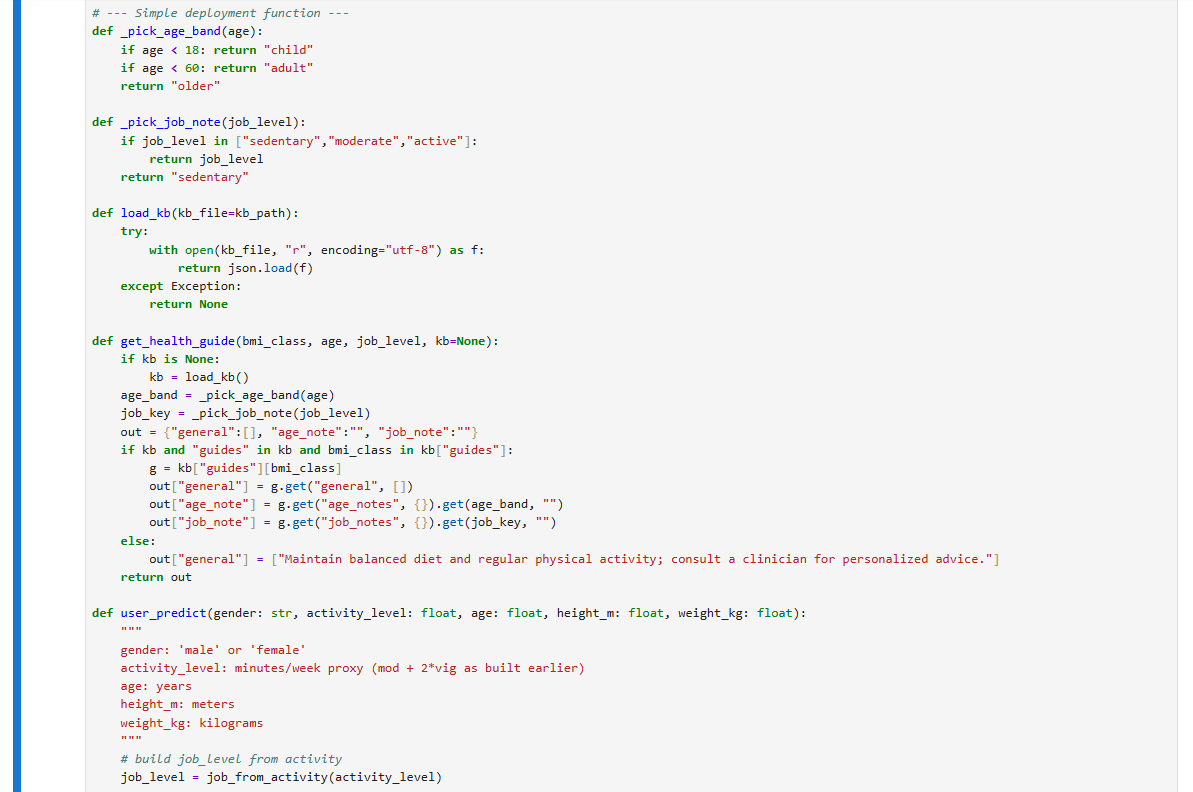 # --- Simple deployment function ---
def _pick_age_band(age):
    if age < 18: return "child"
    if age < 60: return "adult"
    return "older"

def _pick_job_note(job_level):
    if job_level in ["sedentary","moderate","active"]:
        return job_level
    return "sedentary"

def load_kb(kb_file=kb_path):
    try:
        with open(kb_file, "r", encoding="utf-8") as f:
            return json.load(f)
    except Exception:
        return None

def get_health_guide(bmi_class, age, job_level, kb=None):
    if kb is None:
        kb = load_kb()
    age_band = _pick_age_band(age)
    job_key = _pick_job_note(job_level)
    out = {"general":[], "age_note":"", "job_note":""}
    if kb and "guides" in kb and bmi_class in kb["guides"]:
        g = kb["guides"][bmi_class]
        out["general"] = g.get("general", [])
        out["age_note"] = g.get("age_notes", {}).get(age_band, "")
        out["job_note"] = g.get("job_notes", {}).get(job_key, "")
    else:
        out["general"] = ["Maintain balanced diet and regular physical activity; consult a clinician for personalized advice."]
    return out

def user_predict(gender: str, activity_level: float, age: float, height_m: float, weight_kg: float):
    """
    gender: 'male' or 'female'
    activity_level: minutes/week proxy (mod + 2*vig as built earlier)
    age: years
    height_m: meters
    weight_kg: kilograms
    """
    # build job_level from activity
    job_level = job_from_activity(activity_level)